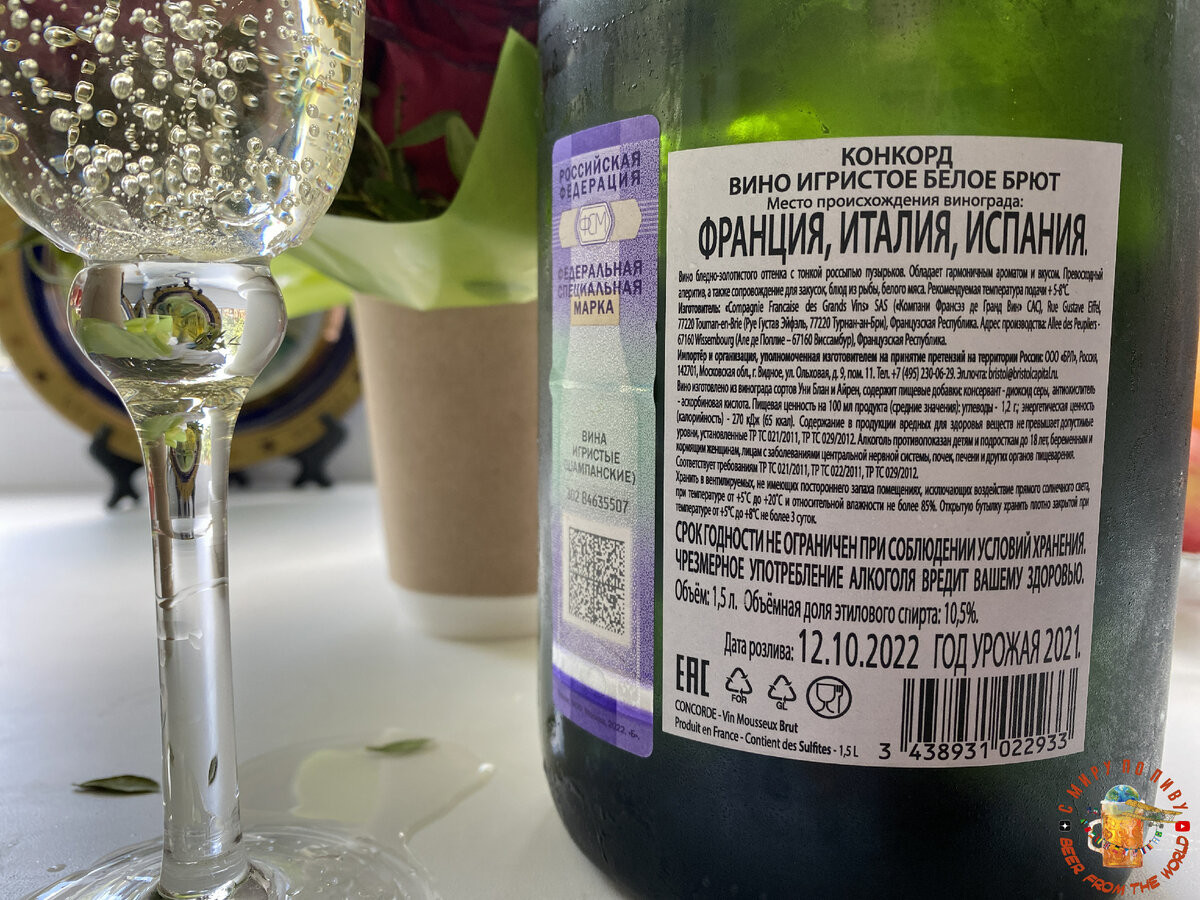 РОССИЙСКАЯ
ФЕДЕРАЦИЯ
ФСМ
ФЕДЕРАЛЬНАЯ
СПЕЦИАЛЬНАЯ
МАРКА
ВИНА
ИГРИСТЫЕ
(ШАМПАНСКИЕ)
302 84635507
КОНКОРД
ВИНО ИГРИСТОЕ БЕЛОЕ БРЮТ
Место происхождения винограда:
ФРАНЦИЯ, ИТАЛИЯ, ИСПАНИЯ.
Вино бледно-золотистого оттенка с тонкой россыпью пузырьков. Обладает гармоничным ароматом и вкусом. Превосходный
аперитив, а также сопровождение для закусок, блюд из рыбы, белого мяса. Рекомендуемая температура подачи + 5-8°С.
Изготовитель: «Compagnie Francaise des Grands Vins» SAS («Компани Франсэз де Гранд Вин» САС), Rue Gustave Eiffel,
77220 Tournan-en-Brie (Руе Густав Эйфэль, 77220 Турнан-ан-Бри), Французская Республика. Адрес производства: Allee des Peupliers -
67160 Wissembourg (Але де Поплие – 67160 Виссамбур), Французская Республика.
Импортёр и организация, уполномоченная изготовителем на принятие претензий на территории России: ООО «БРЛ», Россия,
142701, Московская обл., г. Видное, ул. Ольховая, д. 9, пом. 11. Тел. +7 (495) 230-06-29. Эл.почта: bristol@bristolcapital.ru.
Вино изготовлено из винограда сортов Уни Блан и Айрен, содержит пищевые добавки: консервант - диоксид серы, антиокислитель
- аскорбиновая кислота. Пищевая ценность на 100 мл продукта (средние значения): углеводы - 1,2 г.; энергетическая ценность
(калорийность) - 270 кДж (65 ккал). Содержание в продукции вредных для здоровья веществ не превышает допустимые
уровни, установленные ТР ТС 021/2011, ТР ТС 029/2012. Алкоголь противопоказан детям и подросткам до 18 лет, беременным и
кормящим женщинам, лицам с заболеваниями центральной нервной системы, почек, печени и других органов пищеварения.
Соответствует требованиям ТР ТС 021/2011, ТР ТС 022/2011, ТР ТС 029/2012.
Хранить в вентилируемых, не имеющих постороннего запаха помещениях, исключающих воздействие прямого солнечного света,
при температуре от +5°С до +20°С и относительной влажности не более 85%. Открытую бутылку хранить плотно закрытой при
температуре от +5°С до +8°С не более 3 суток.
СРОК ГОДНОСТИ НЕ ОГРАНИЧЕН ПРИ СОБЛЮДЕНИИ УСЛОВИЙ ХРАНЕНИЯ.
ЧРЕЗМЕРНОЕ УПОТРЕБЛЕНИЕ АЛКОГОЛЯ ВРЕДИТ ВАШЕМУ ЗДОРОВЬЮ.
Объём: 1,5 л. Объёмная доля этилового спирта: 10,5%.
Дата розлива: 12.10.2022 ГОД УРОЖАЯ 2021.
ЕАС FOR GL
CONCORDE - Vin Mousseux Brut
Produit en France - Contient des Sulfites - 1,5 L
3 438931 022933
С МИРУ ПО ПИВУ
BEER FROM THE WORLD